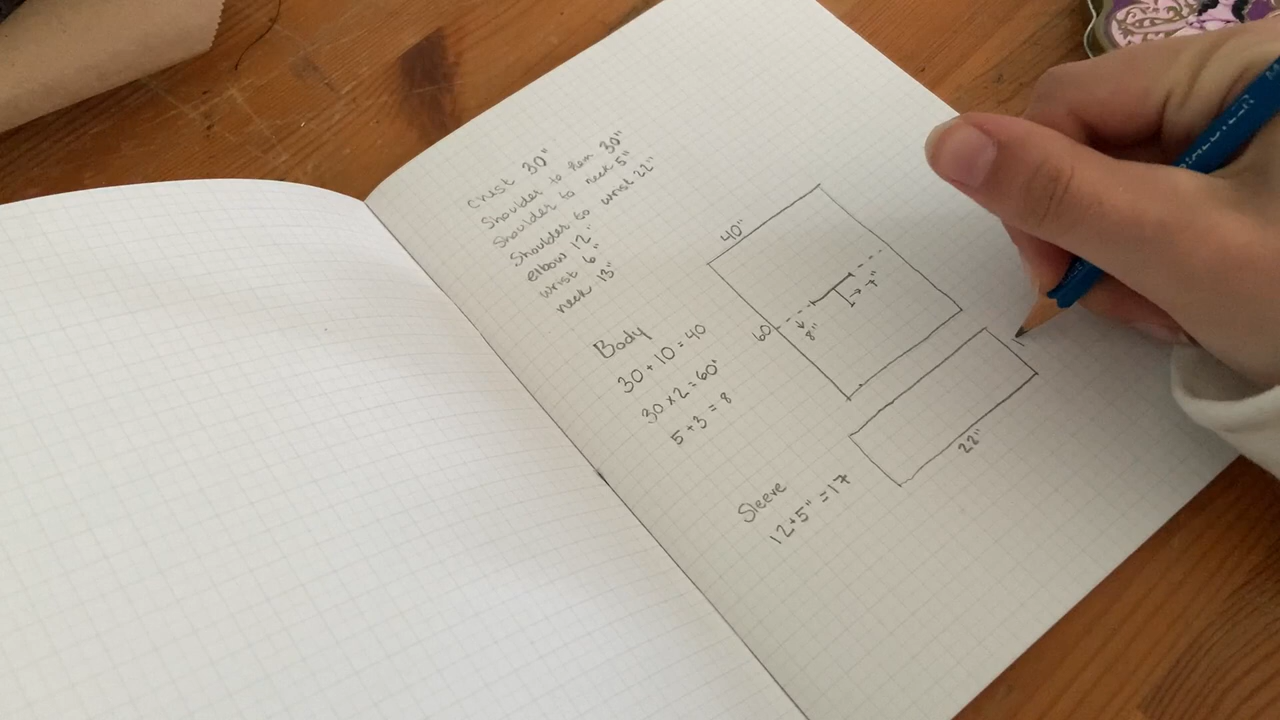 Chest 30"
Shoulder to hem 30"
Shoulder to neck 5"
Shoulder to wrist 22"
elbow 12"
wrist 6"
neck 13"
Body
30 + 10 = 40
30 x 2 = 60"
5 + 3 = 8
Sleeve
12+5" = 17
40"
60
8"
7"
22"